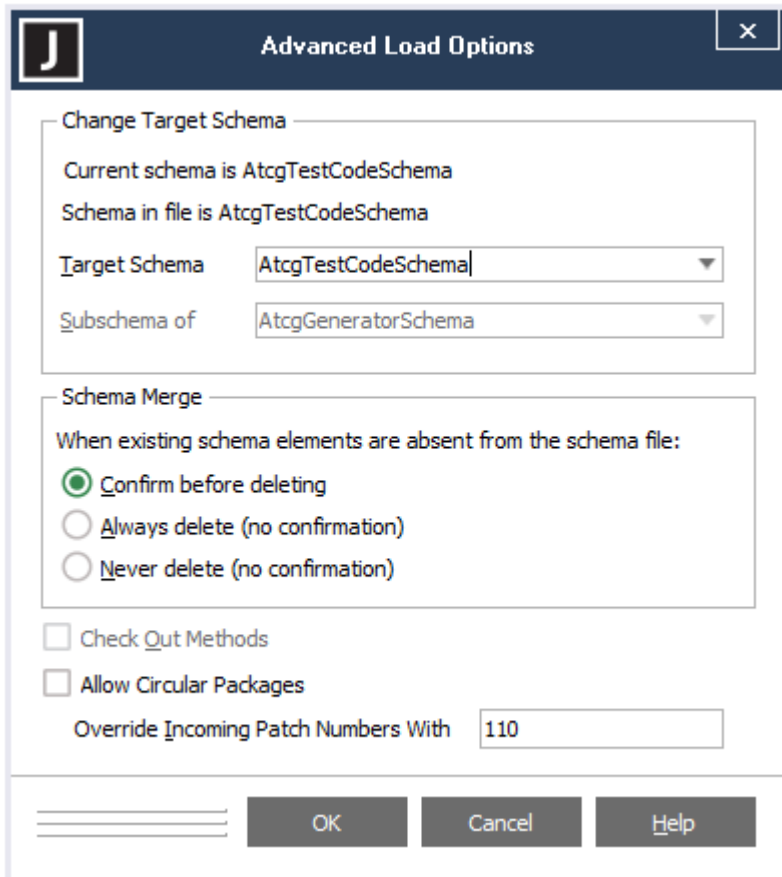 J
Advanced Load Options
Change Target Schema
Current schema is AtcgTestCodeSchema
Schema in file is AtcgTestCodeSchema
Target Schema AtcgTestCodeSchema
Subschema of AtcgGeneratorSchema
Schema Merge
When existing schema elements are absent from the schema file:
Confirm before deleting
Always delete (no confirmation)
Never delete (no confirmation)
Check Out Methods
Allow Circular Packages
Override Incoming Patch Numbers With 110
OK Cancel Help